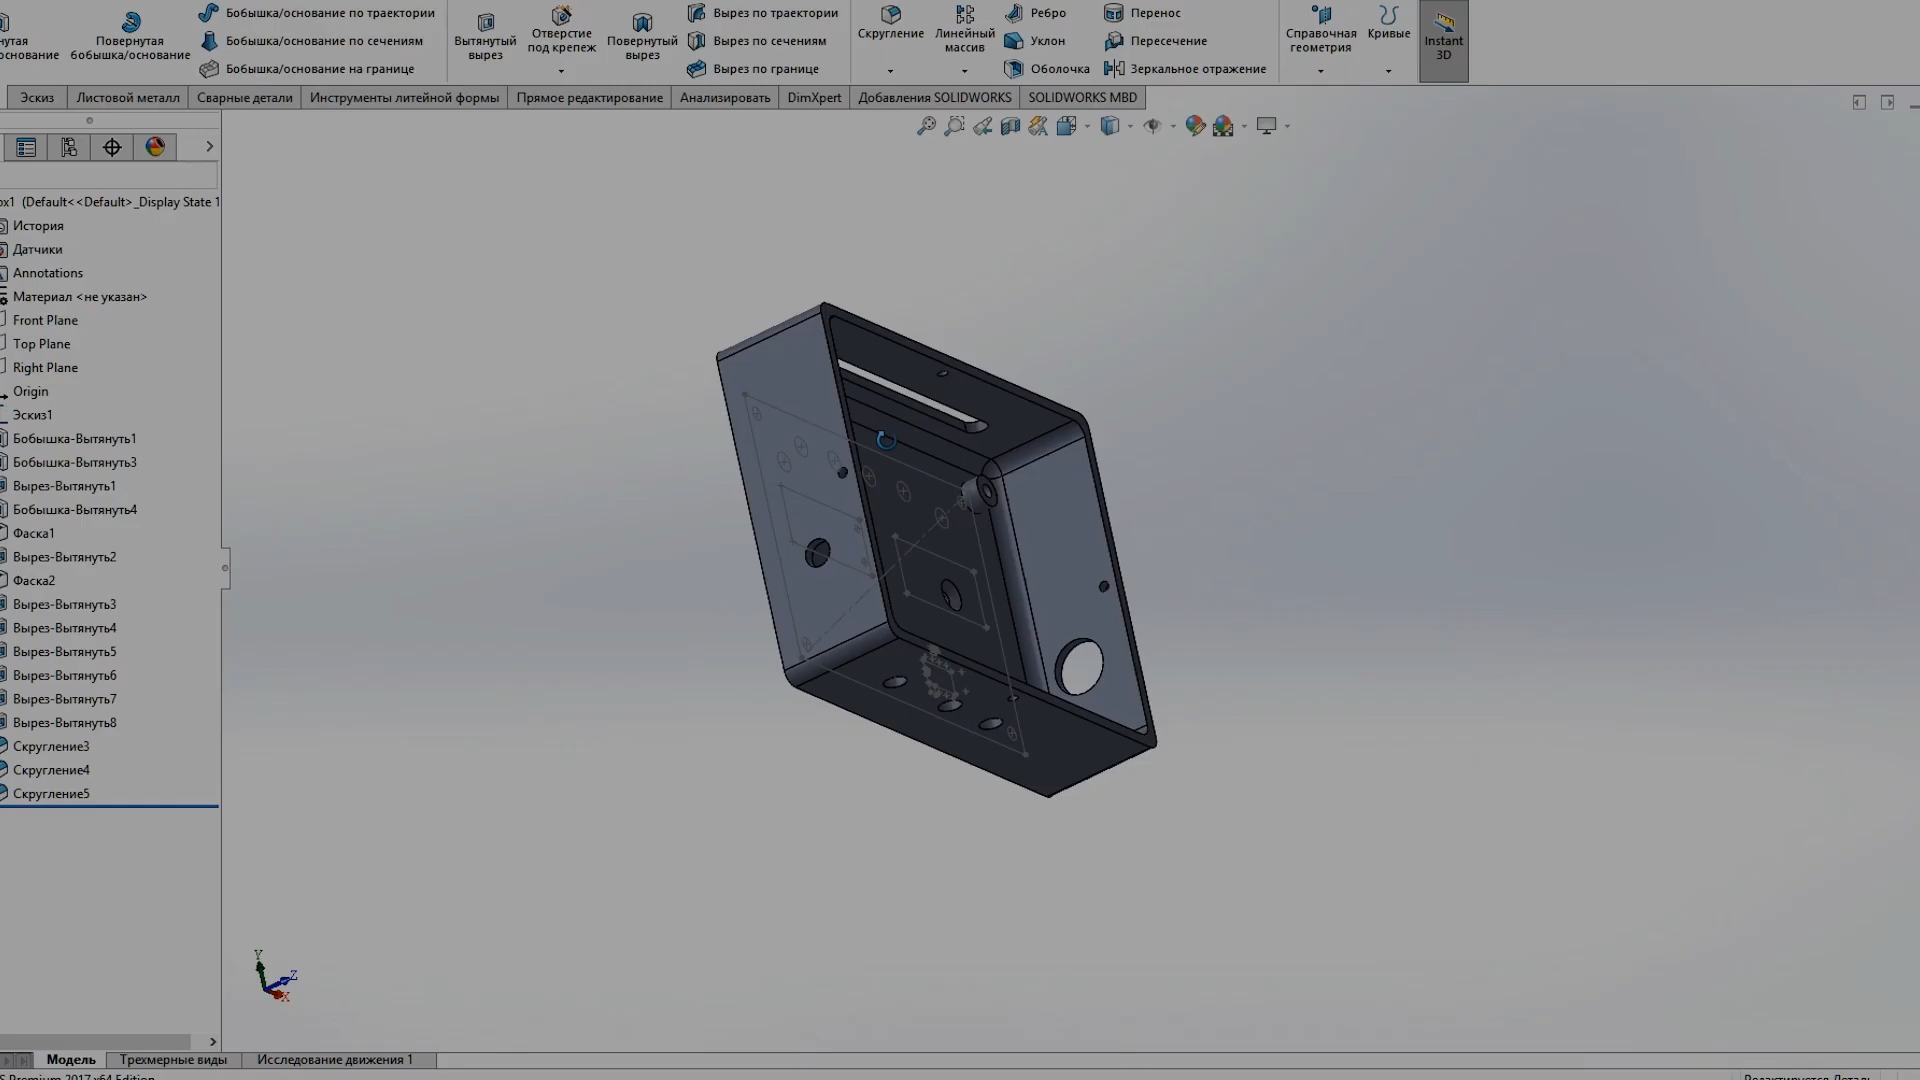 Бобышка/основание по траектории
Вырез по траектории
Ребро
Перенос
Повернутая
бобышка/основание
Бобышка/основание по сечениям
Вытянутый
вырез
Отверстие
под крепеж
Повернутый
вырез
Вырез по сечениям
Скругление
Линейный
массив
Уклон
Пересечение
Справочная
геометрия
Кривые
Instant
3D
Бобышка/основание на границе
Вырез по границе
Оболочка
Зеркальное отражение
Эскиз
Листовой металл
Сварные детали
Инструменты литейной формы
Прямое редактирование
Анализировать
DimXpert
Добавления SOLIDWORKS
SOLIDWORKS MBD
(Default<<Default>_Display State 1
История
Датчики
Annotations
Материал <не указан>
Front Plane
Top Plane
Right Plane
Origin
Эскиз1
Бобышка-Вытянуть1
Бобышка-Вытянуть3
Вырез-Вытянуть1
Бобышка-Вытянуть4
Фаска1
Вырез-Вытянуть2
Фаска2
Вырез-Вытянуть3
Вырез-Вытянуть4
Вырез-Вытянуть5
Вырез-Вытянуть6
Вырез-Вытянуть7
Вырез-Вытянуть8
Скругление3
Скругление4
Скругление5
Y
Z
X
Модель
Трехмерные виды
Исследование движения 1
Premium 2017 x64 Edition
Редактируется Деталь